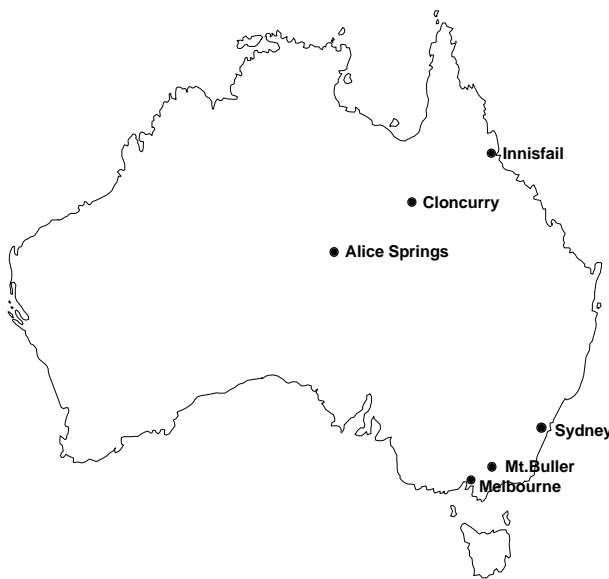 Innisfail
Cloncurry
Alice Springs
Sydney
Mt.Buller
Melbourne